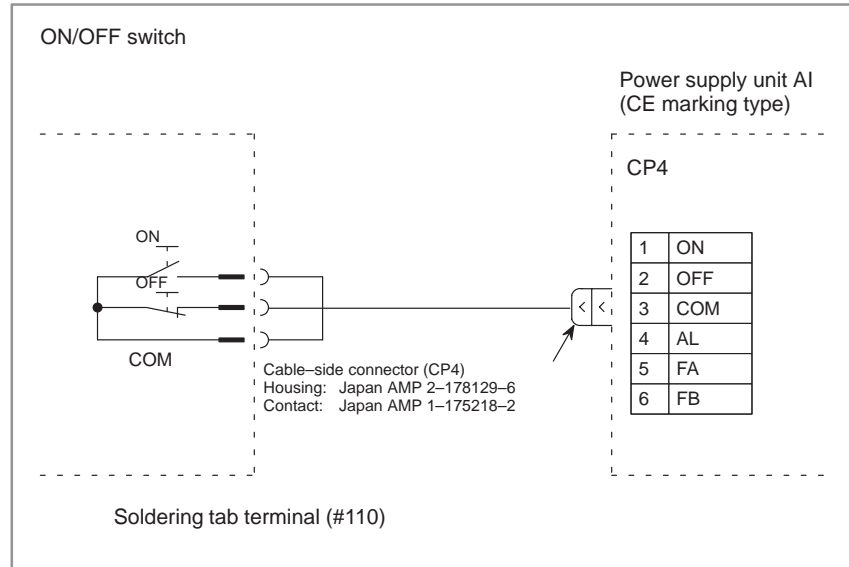 ON/OFF switch
Power supply unit AI
(CE marking type)
CP4
ON
OFF
COM
1 ON
2 OFF
3 COM
4 AL
5 FA
6 FB
Cable–side connector (CP4)
Housing: Japan AMP 2–178129–6
Contact: Japan AMP 1–175218–2
Soldering tab terminal (#110)